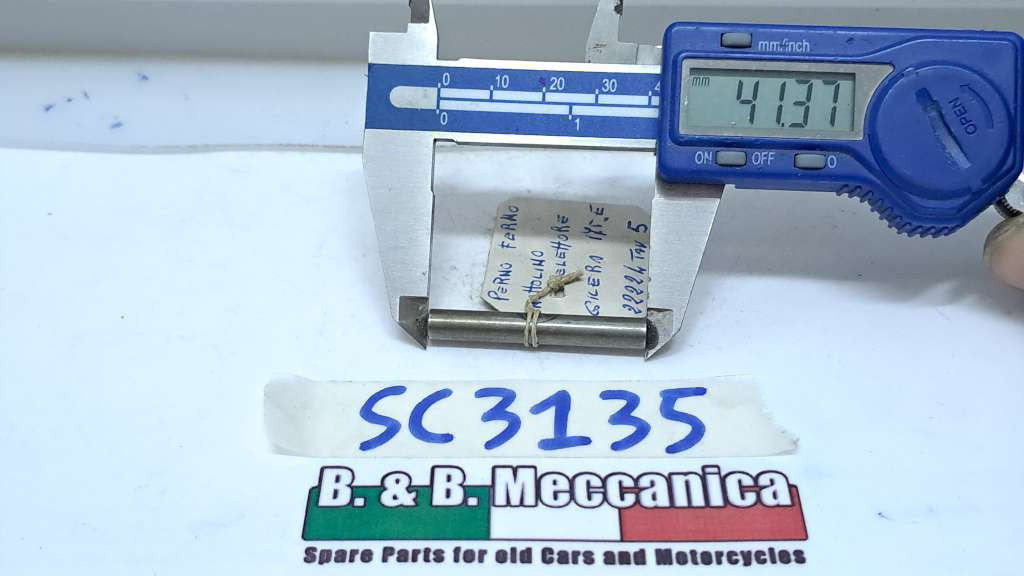 0 10 20 30 4
0 1
mm/inch
mm
41.37
ON OFF 0
OPEN
PERNO FERMO
SELETTORE
GILERA
22224 TAV 5
SC3135
B. & B. Meccanica
Spare Parts for old Cars and Motorcycles